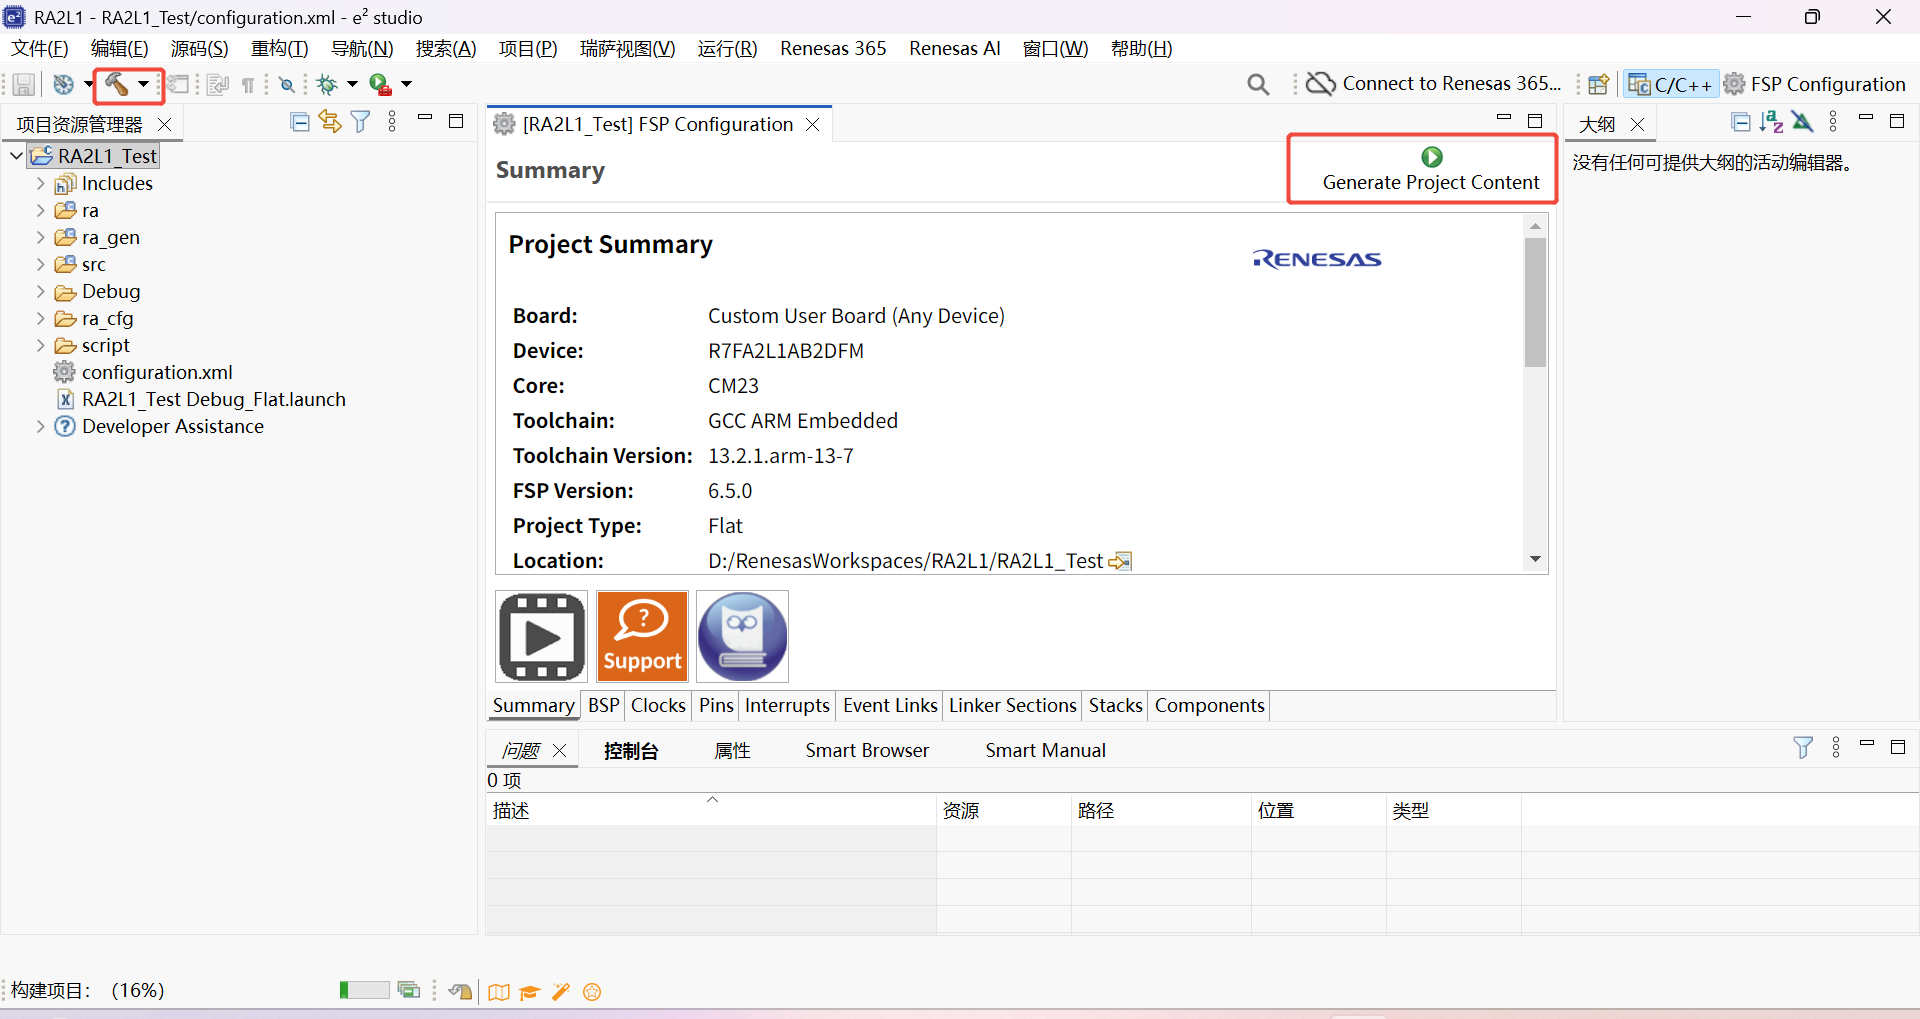 RA2L1 - RA2L1_Test/configuration.xml - e² studio
文件(F) 编辑(E) 源码(S) 重构(T) 导航(N) 搜索(A) 项目(P) 瑞萨视图(V) 运行(R) Renesas 365 Renesas AI 窗口(W) 帮助(H)
Connect to Renesas 365... C/C++ FSP Configuration
项目资源管理器
RA2L1_Test
Includes
ra
ra_gen
src
Debug
ra_cfg
script
configuration.xml
RA2L1_Test Debug_Flat.launch
Developer Assistance
[RA2L1_Test] FSP Configuration
Summary
Generate Project Content
Project Summary
RENESAS
Board: Custom User Board (Any Device)
Device: R7FA2L1AB2DFM
Core: CM23
Toolchain: GCC ARM Embedded
Toolchain Version: 13.2.1.arm-13-7
FSP Version: 6.5.0
Project Type: Flat
Location: D:/RenesasWorkspaces/RA2L1/RA2L1_Test
Support
Summary BSP Clocks Pins Interrupts Event Links Linker Sections Stacks Components
大纲
没有任何可提供大纲的活动编辑器。
问题 控制台 属性 Smart Browser Smart Manual
0 项
描述 资源 路径 位置 类型
构建项目： (16%)